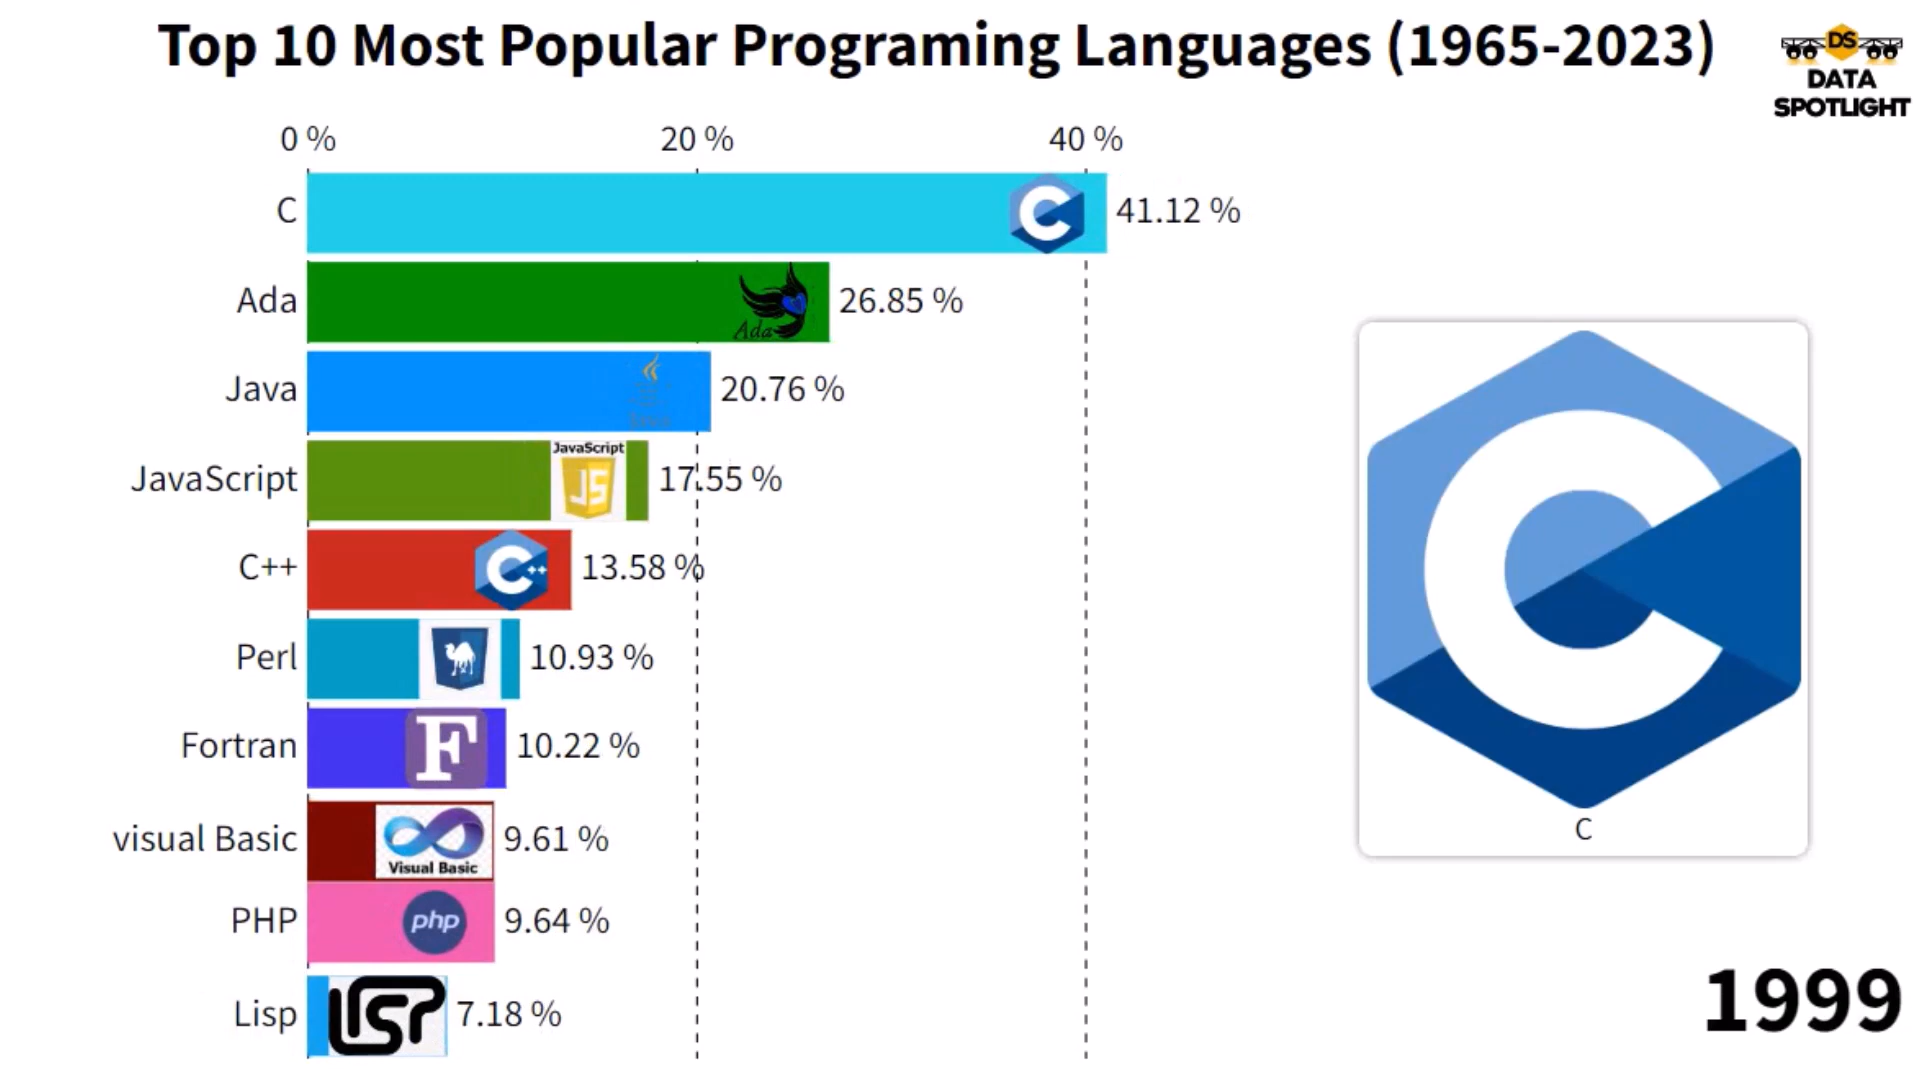 Top 10 Most Popular Programing Languages (1965-2023)
DS
DATA
SPOTLIGHT
0 % 20 % 40 %
C 41.12 %
Ada Ada 26.85 %
Java 20.76 %
JavaScript JavaScript JS 17.55 %
C++ C++ 13.58 %
Perl 10.93 %
Fortran F 10.22 %
visual Basic Visual Basic 9.61 %
PHP php 9.64 %
Lisp LISP 7.18 %
C
1999